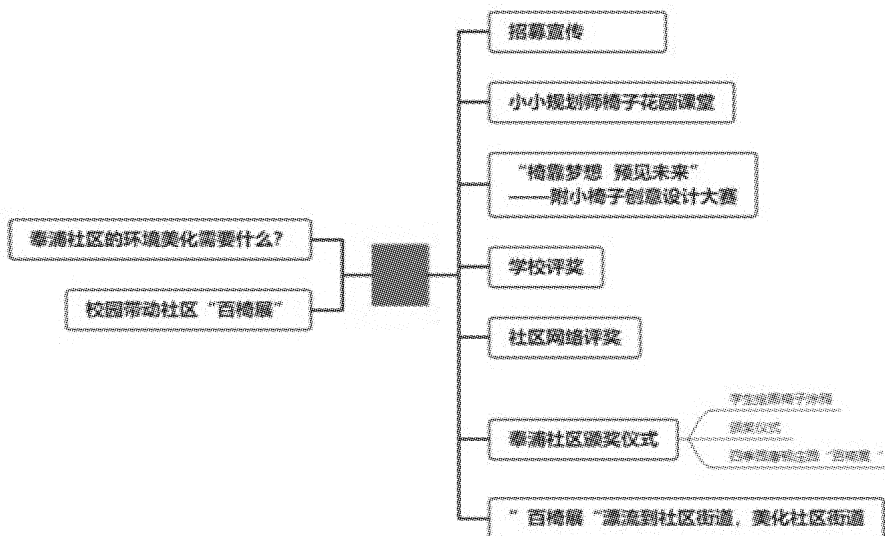 奉浦社区的环境美化需要什么?
校园带动社区“百椅展”
招募宣传
小小规划师椅子花园课堂
“椅靠梦想 预见未来”
——附小椅子创意设计大赛
学校评奖
社区网络评奖
奉浦社区颁奖仪式
颁奖仪式
”百椅展“漂流到社区街道，美化社区街道